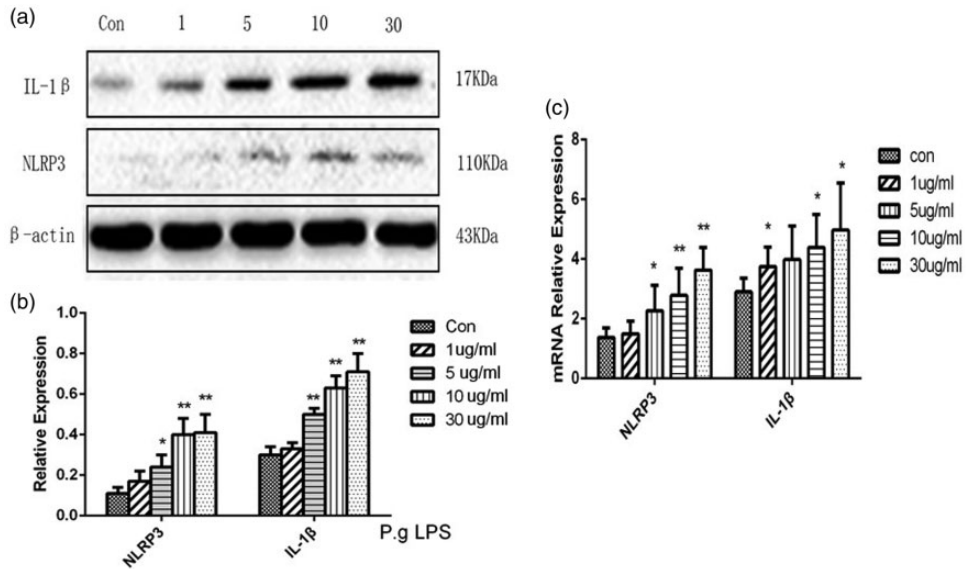 (a)
Con 1 5 10 30
IL-1β 17KDa
NLRP3 110KDa
β-actin 43KDa
(b)
Relative Expression
1.0
0.8
0.6
0.4
0.2
0.0
NLRP3
IL-1β
P.g LPS
Con
1ug/ml
5 ug/ml
10 ug/ml
30 ug/ml
*
**
**
**
**
**
(c)
mRNA Relative Expression
8
6
4
2
0
NLRP3
IL-1β
con
1ug/ml
5ug/ml
10ug/ml
30ug/ml
*
**
**
*
*
*